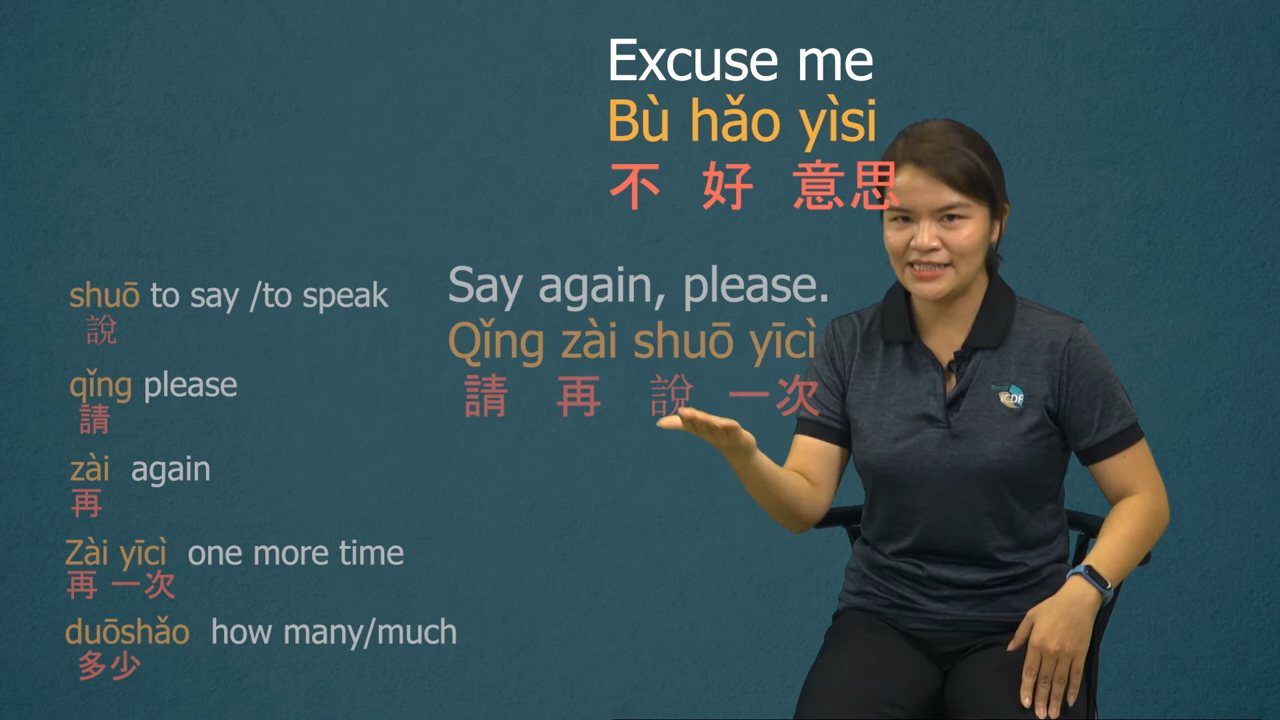 Excuse me
Bù hǎo yìsi
不 好 意思
Say again, please.
Qǐng zài shuō yīcì
請 再 說 一次
shuō to say /to speak
說
qǐng please
請
zài again
再
Zài yīcì one more time
再 一次
duōshǎo how many/much
多少
ICDF